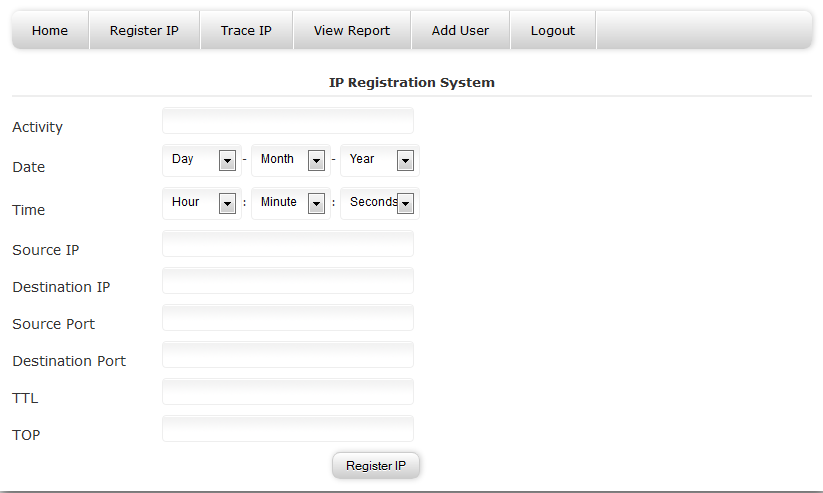 Home Register IP Trace IP View Report Add User Logout
IP Registration System
Activity
Date Day - Month - Year
Time Hour : Minute : Seconds
Source IP
Destination IP
Source Port
Destination Port
TTL
TOP
Register IP